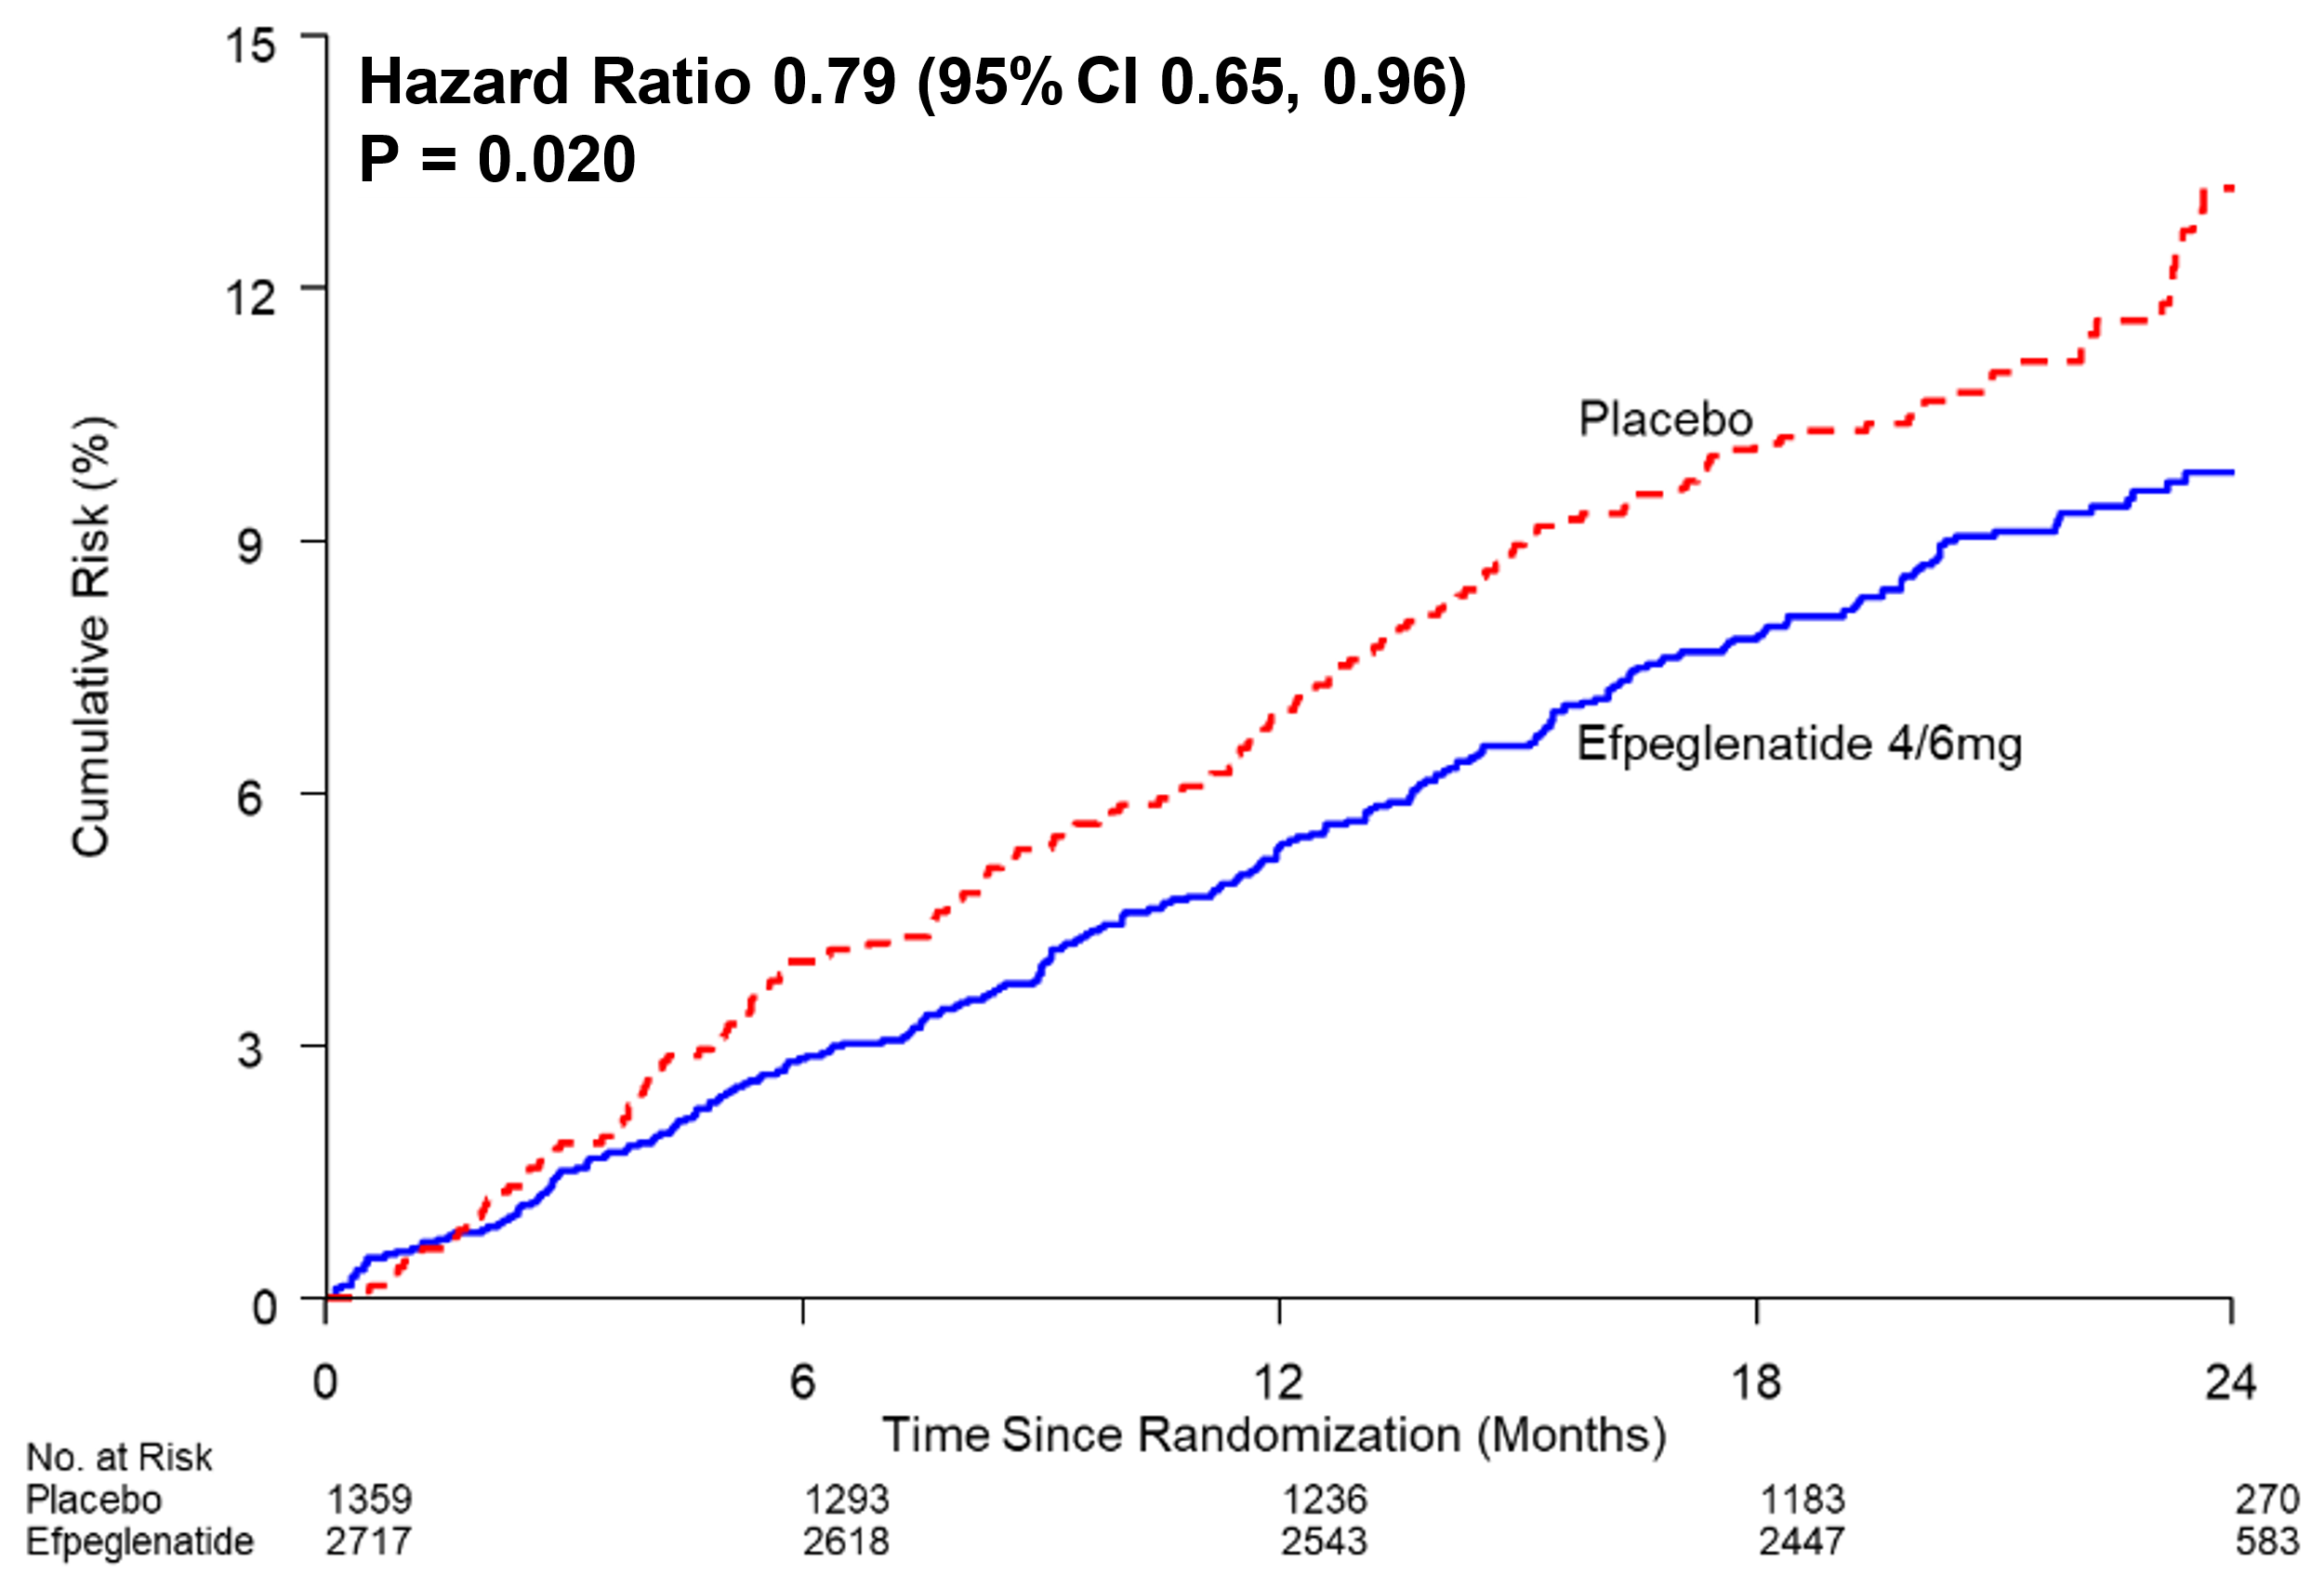 Hazard Ratio 0.79 (95% CI 0.65, 0.96)
P = 0.020
15
12
9
6
3
0
Cumulative Risk (%)
Placebo
Efpeglenatide 4/6mg
0 6 12 18 24
Time Since Randomization (Months)
No. at Risk
Placebo 1359 1293 1236 1183 270
Efpeglenatide 2717 2618 2543 2447 583